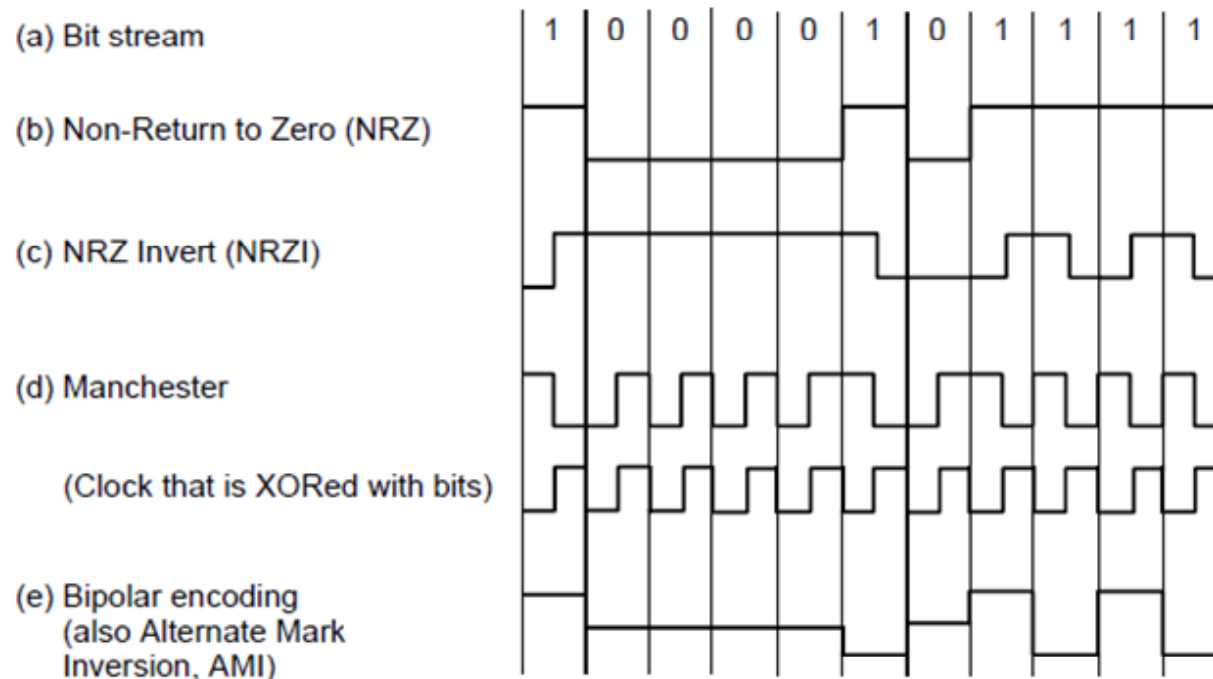 (a) Bit stream 1 0 0 0 0 1 0 1 1 1 1
(b) Non-Return to Zero (NRZ)
(c) NRZ Invert (NRZI)
(d) Manchester
(Clock that is XORed with bits)
(e) Bipolar encoding
(also Alternate Mark
Inversion, AMI)